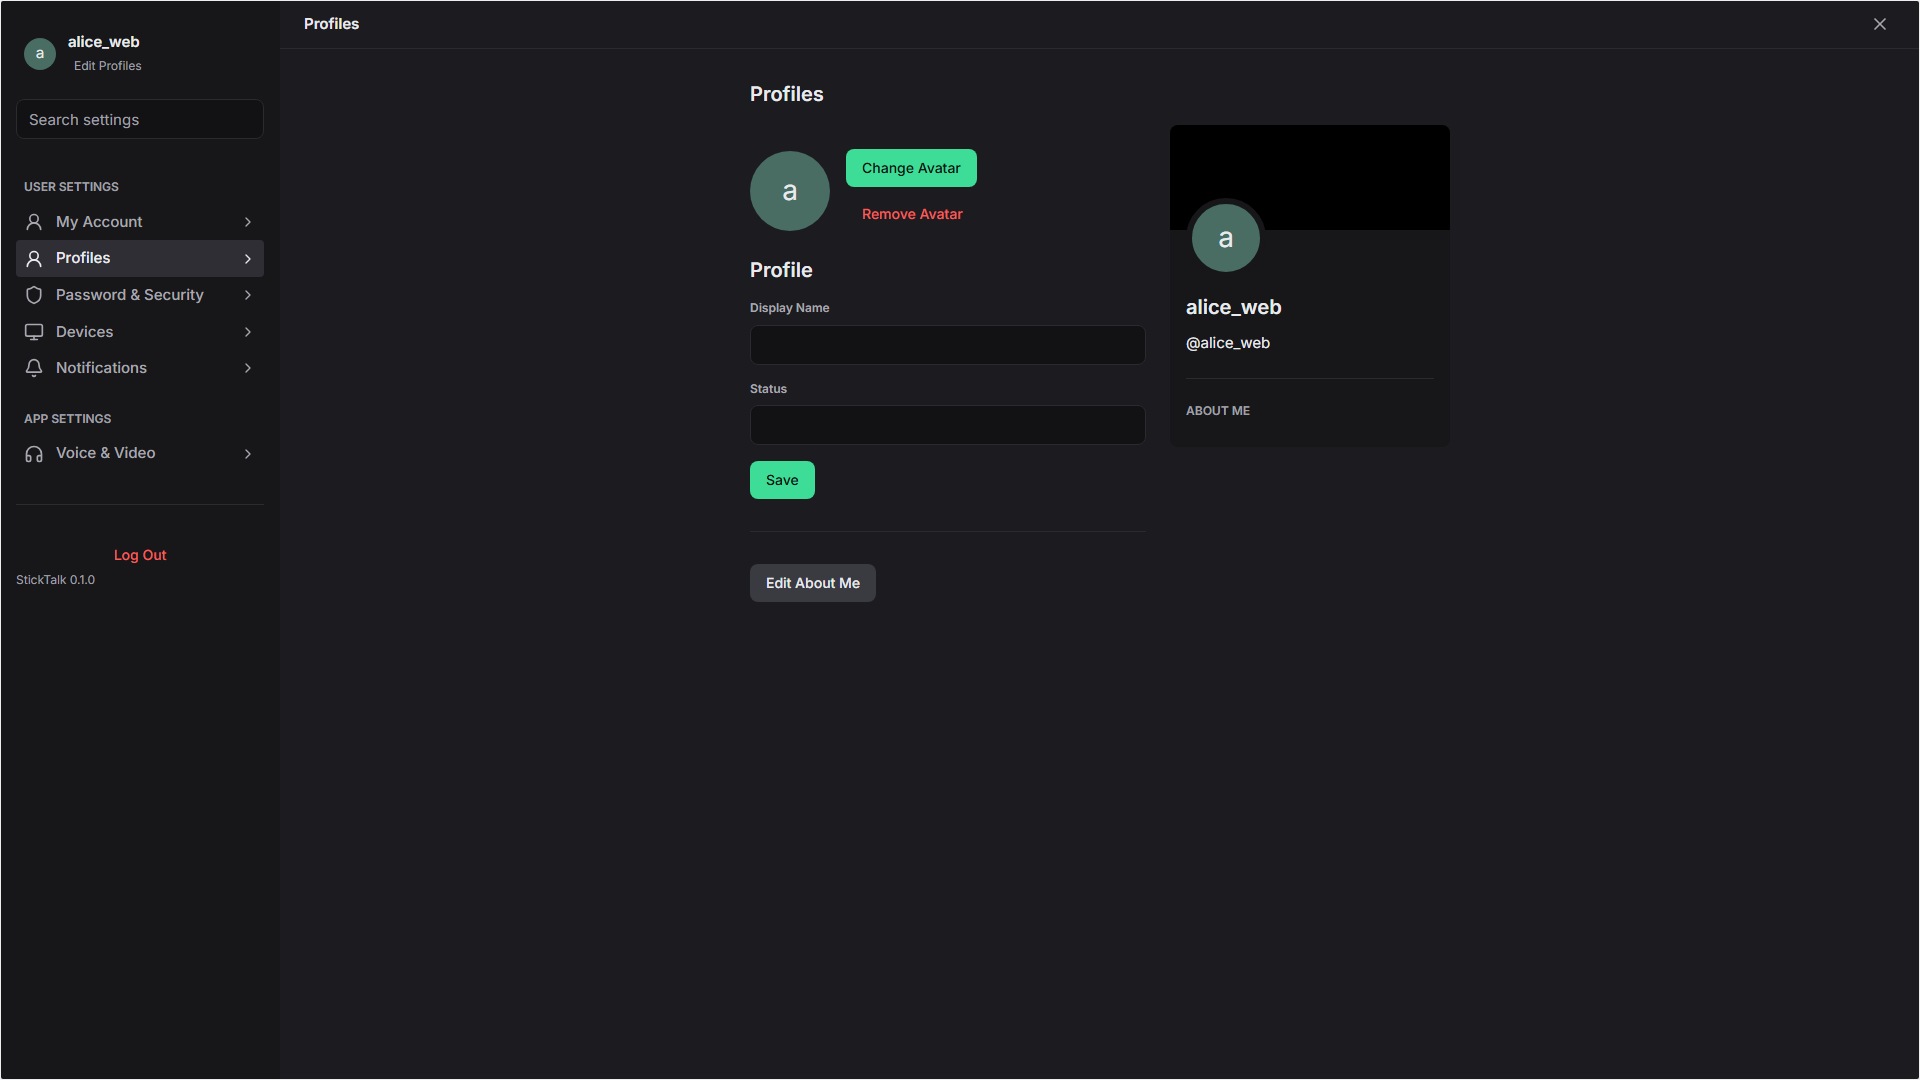 a
alice_web
Edit Profiles
Search settings
USER SETTINGS
My Account
Profiles
Password & Security
Devices
Notifications
APP SETTINGS
Voice & Video
Log Out
StickTalk 0.1.0
Profiles
Profiles
a
Change Avatar
Remove Avatar
Profile
Display Name
Status
Save
Edit About Me
a
alice_web
@alice_web
ABOUT ME